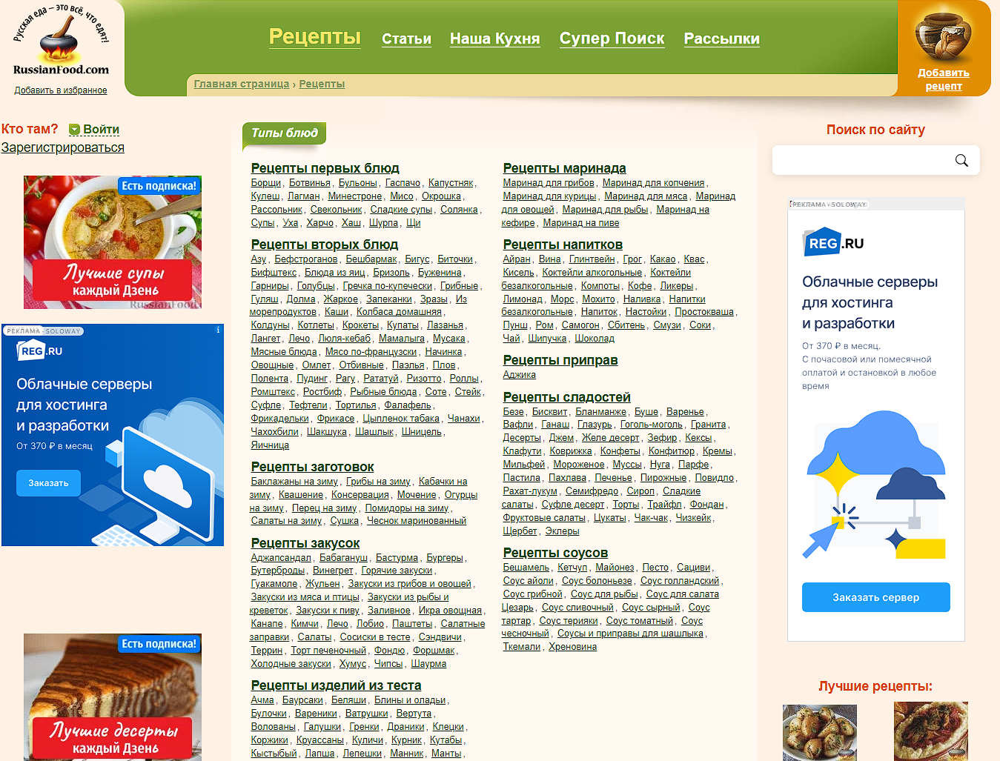 Русская еда – это всё, что едят!
RussianFood.com
Добавить в избранное
Рецепты
Статьи
Наша Кухня
Супер Поиск
Рассылки
Главная страница › Рецепты
Добавить
рецепт
Кто там?
Войти
Зарегистрироваться
Есть подписка!
Лучшие супы
каждый Дзень
RussianFood
РЕКЛАМА · SOLOWAY
REG.RU
Облачные серверы
для хостинга
и разработки
От 370 ₽ в месяц
Заказать
Есть подписка!
Лучшие десерты
каждый Дзень
Типы блюд
Рецепты первых блюд
Борщи, Ботвинья, Бульоны, Гаспачо, Капустняк,
Кулеш, Лагман, Минестроне, Мисо, Окрошка,
Рассольник, Свекольник, Сладкие супы, Солянка,
Супы, Уха, Харчо, Хаш, Шурпа, Щи
Рецепты вторых блюд
Азу, Бефстроганов, Бешбармак, Бигус, Биточки,
Бифштекс, Блюда из яиц, Бризоль, Буженина,
Гарниры, Голубцы, Гречка по-купечески, Грибные,
Гуляш, Долма, Жаркое, Запеканки, Зразы, Из
морепродуктов, Каши, Колбаса домашняя,
Колдуны, Котлеты, Крокеты, Купаты, Лазанья,
Лангет, Лечо, Люля-кебаб, Мамалыга, Мусака,
Мясные блюда, Мясо по-французски, Начинка,
Овощные, Омлет, Отбивные, Паэлья, Плов,
Полента, Пудинг, Рагу, Рататуй, Ризотто, Роллы,
Ромштекс, Ростбиф, Рыбные блюда, Соте, Стейк,
Суфле, Тефтели, Тортилья, Фалафель,
Фрикадельки, Фрикасе, Цыпленок табака, Чанахи,
Чахохбили, Шакшука, Шашлык, Шницель,
Яичница
Рецепты заготовок
Баклажаны на зиму, Грибы на зиму, Кабачки на
зиму, Квашение, Консервация, Мочение, Огурцы
на зиму, Перец на зиму, Помидоры на зиму,
Салаты на зиму, Сушка, Чеснок маринованный
Рецепты закусок
Аджапсандал, Бабагануш, Бастурма, Бургеры,
Бутерброды, Винегрет, Горячие закуски,
Гуакамоле, Жульен, Закуски из грибов и овощей,
Закуски из мяса и птицы, Закуски из рыбы и
креветок, Закуски к пиву, Заливное, Икра овощная,
Канапе, Кимчи, Лечо, Лобио, Паштеты, Салатные
заправки, Салаты, Сосиски в тесте, Сэндвичи,
Террин, Торт печеночный, Фондю, Форшмак,
Холодные закуски, Хумус, Чипсы, Шаурма
Рецепты изделий из теста
Ачма, Баурсаки, Беляши, Блины и оладьи,
Булочки, Вареники, Ватрушки, Вертута,
Волованы, Галушки, Гренки, Драники, Клецки,
Коржики, Круассаны, Куличи, Курник, Кутабы,
Кыстыбый, Лапша, Лепешки, Манник, Манты,
Рецепты маринада
Маринад для грибов, Маринад для копчения,
Маринад для курицы, Маринад для мяса, Маринад
для овощей, Маринад для рыбы, Маринад на
кефире, Маринад на пиве
Рецепты напитков
Айран, Вина, Глинтвейн, Грог, Какао, Квас,
Кисель, Коктейли алкогольные, Коктейли
безалкогольные, Компоты, Кофе, Ликеры,
Лимонад, Морс, Мохито, Наливка, Напитки
безалкогольные, Напиток, Настойки, Простокваша,
Пунш, Ром, Самогон, Сбитень, Смузи, Соки,
Чай, Шипучка, Шоколад
Рецепты приправ
Аджика
Рецепты сладостей
Безе, Бисквит, Бланманже, Буше, Варенье,
Вафли, Ганаш, Глазурь, Гоголь-моголь, Гранита,
Десерты, Джем, Желе десерт, Зефир, Кексы,
Клафути, Коврижка, Конфеты, Конфитюр, Кремы,
Мильфей, Мороженое, Муссы, Нуга, Парфе,
Пастила, Пахлава, Печенье, Пирожные, Повидло,
Рахат-лукум, Семифредо, Сироп, Сладкие
салаты, Суфле десерт, Торты, Трайфл, Фондан,
Фруктовые салаты, Цукаты, Чак-чак, Чизкейк,
Щербет, Эклеры
Рецепты соусов
Бешамель, Кетчуп, Майонез, Песто, Сациви,
Соус айоли, Соус болоньезе, Соус голландский,
Соус грибной, Соус для рыбы, Соус для салата
Цезарь, Соус сливочный, Соус сырный, Соус
тартар, Соус терияки, Соус томатный, Соус
чесночный, Соусы и приправы для шашлыка,
Ткемали, Хреновина
Поиск по сайту
РЕКЛАМА · SOLOWAY
REG.RU
Облачные серверы
для хостинга
и разработки
От 370 ₽ в месяц.
С почасовой или помесячной
оплатой и остановкой в любое
время
Заказать сервер
Лучшие рецепты: